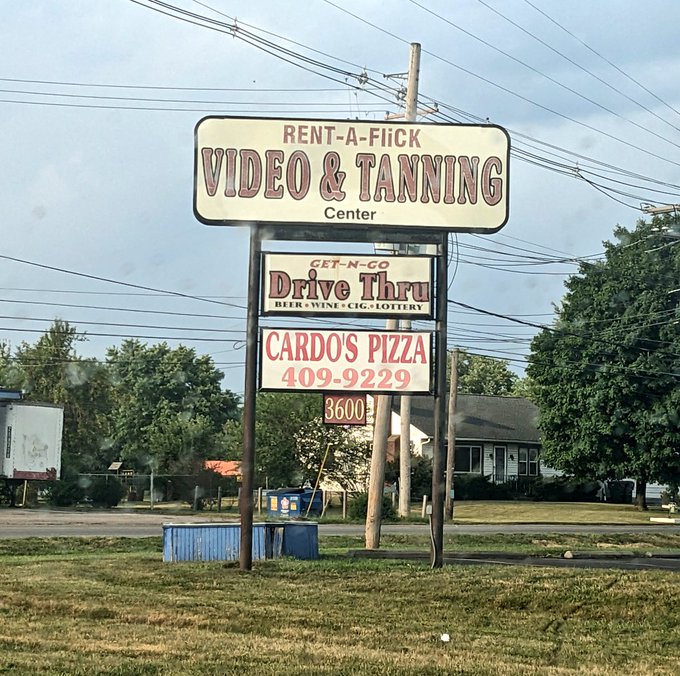 RENT-A-FLiCK
VIDEO & TANNING
Center
GET-N-GO
Drive Thru
BEER • WINE • CIG. • LOTTERY
CARDO'S PIZZA
409-9229
3600